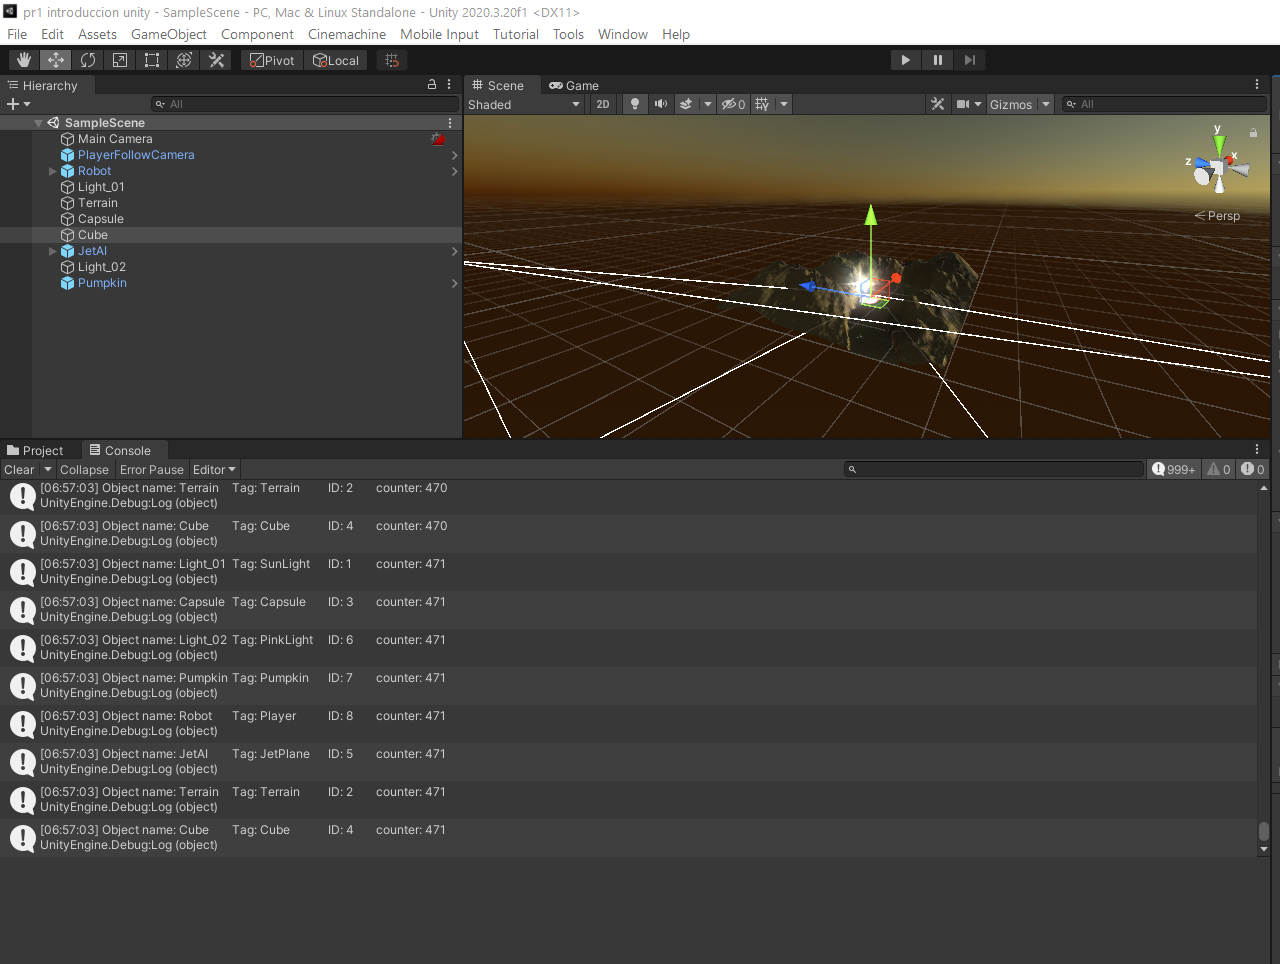 pr1 introduccion unity - SampleScene - PC, Mac & Linux Standalone - Unity 2020.3.20f1 <DX11>
File Edit Assets GameObject Component Cinemachine Mobile Input Tutorial Tools Window Help
Pivot Local
Hierarchy
All
SampleScene
Main Camera
PlayerFollowCamera
Robot
Light_01
Terrain
Capsule
Cube
JetAI
Light_02
Pumpkin
Scene Game
Shaded 2D 0 Gizmos All
y
z x
Persp
Project Console
Clear Collapse Error Pause Editor 999+ 0 0
[06:57:03] Object name: Terrain Tag: Terrain ID: 2 counter: 470
UnityEngine.Debug:Log (object)
[06:57:03] Object name: Cube Tag: Cube ID: 4 counter: 470
UnityEngine.Debug:Log (object)
[06:57:03] Object name: Light_01 Tag: SunLight ID: 1 counter: 471
UnityEngine.Debug:Log (object)
[06:57:03] Object name: Capsule Tag: Capsule ID: 3 counter: 471
UnityEngine.Debug:Log (object)
[06:57:03] Object name: Light_02 Tag: PinkLight ID: 6 counter: 471
UnityEngine.Debug:Log (object)
[06:57:03] Object name: Pumpkin Tag: Pumpkin ID: 7 counter: 471
UnityEngine.Debug:Log (object)
[06:57:03] Object name: Robot Tag: Player ID: 8 counter: 471
UnityEngine.Debug:Log (object)
[06:57:03] Object name: JetAI Tag: JetPlane ID: 5 counter: 471
UnityEngine.Debug:Log (object)
[06:57:03] Object name: Terrain Tag: Terrain ID: 2 counter: 471
UnityEngine.Debug:Log (object)
[06:57:03] Object name: Cube Tag: Cube ID: 4 counter: 471
UnityEngine.Debug:Log (object)